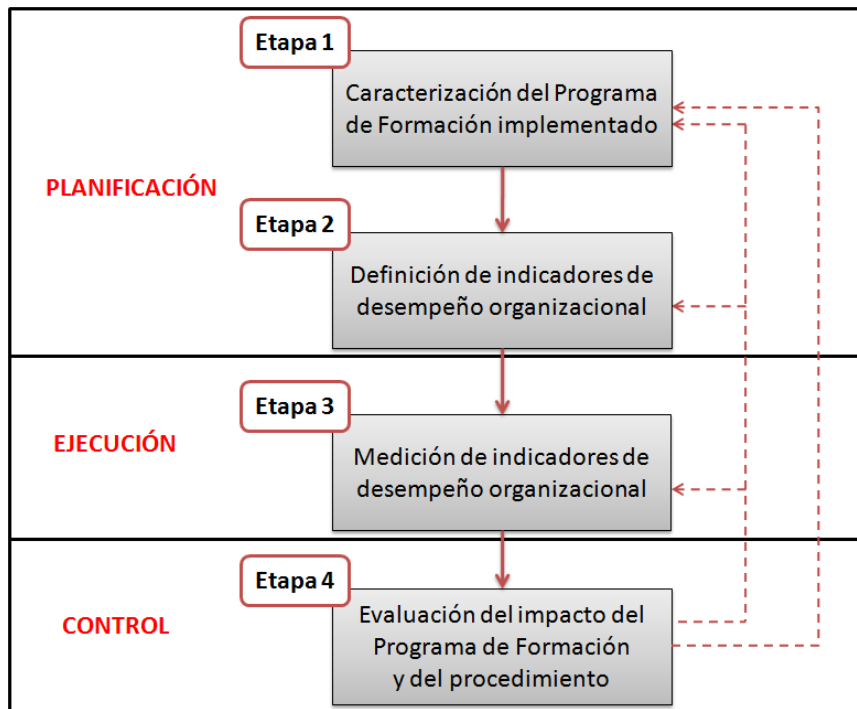 Etapa 1
Caracterización del Programa
de Formación implementado
PLANIFICACIÓN
Etapa 2
Definición de indicadores de
desempeño organizacional
Etapa 3
EJECUCIÓN
Medición de indicadores de
desempeño organizacional
Etapa 4
CONTROL
Evaluación del impacto del
Programa de Formación
y del procedimiento